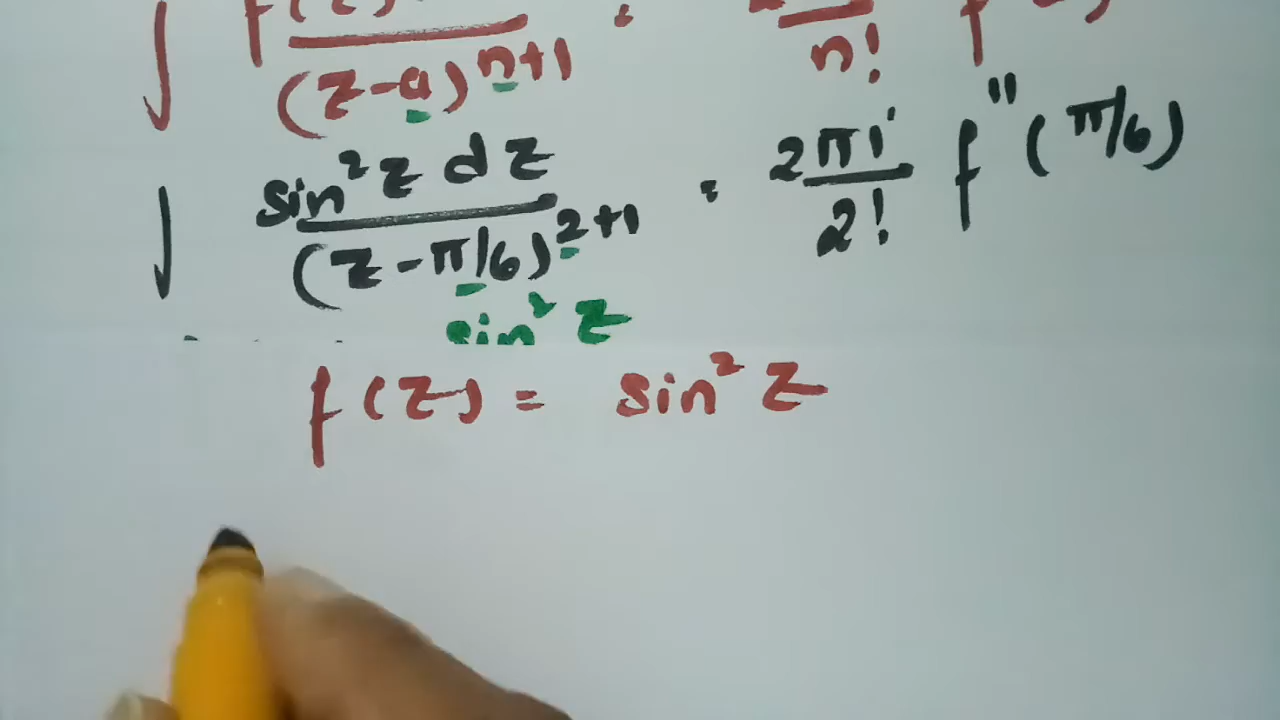 ∫ f(z) / (z-a)^(n+1) = / n! f
∫ sin²z dz / (z-π/6)^(2+1) = 2πi / 2! f''(π/6)
sin² z
f(z) = sin² z